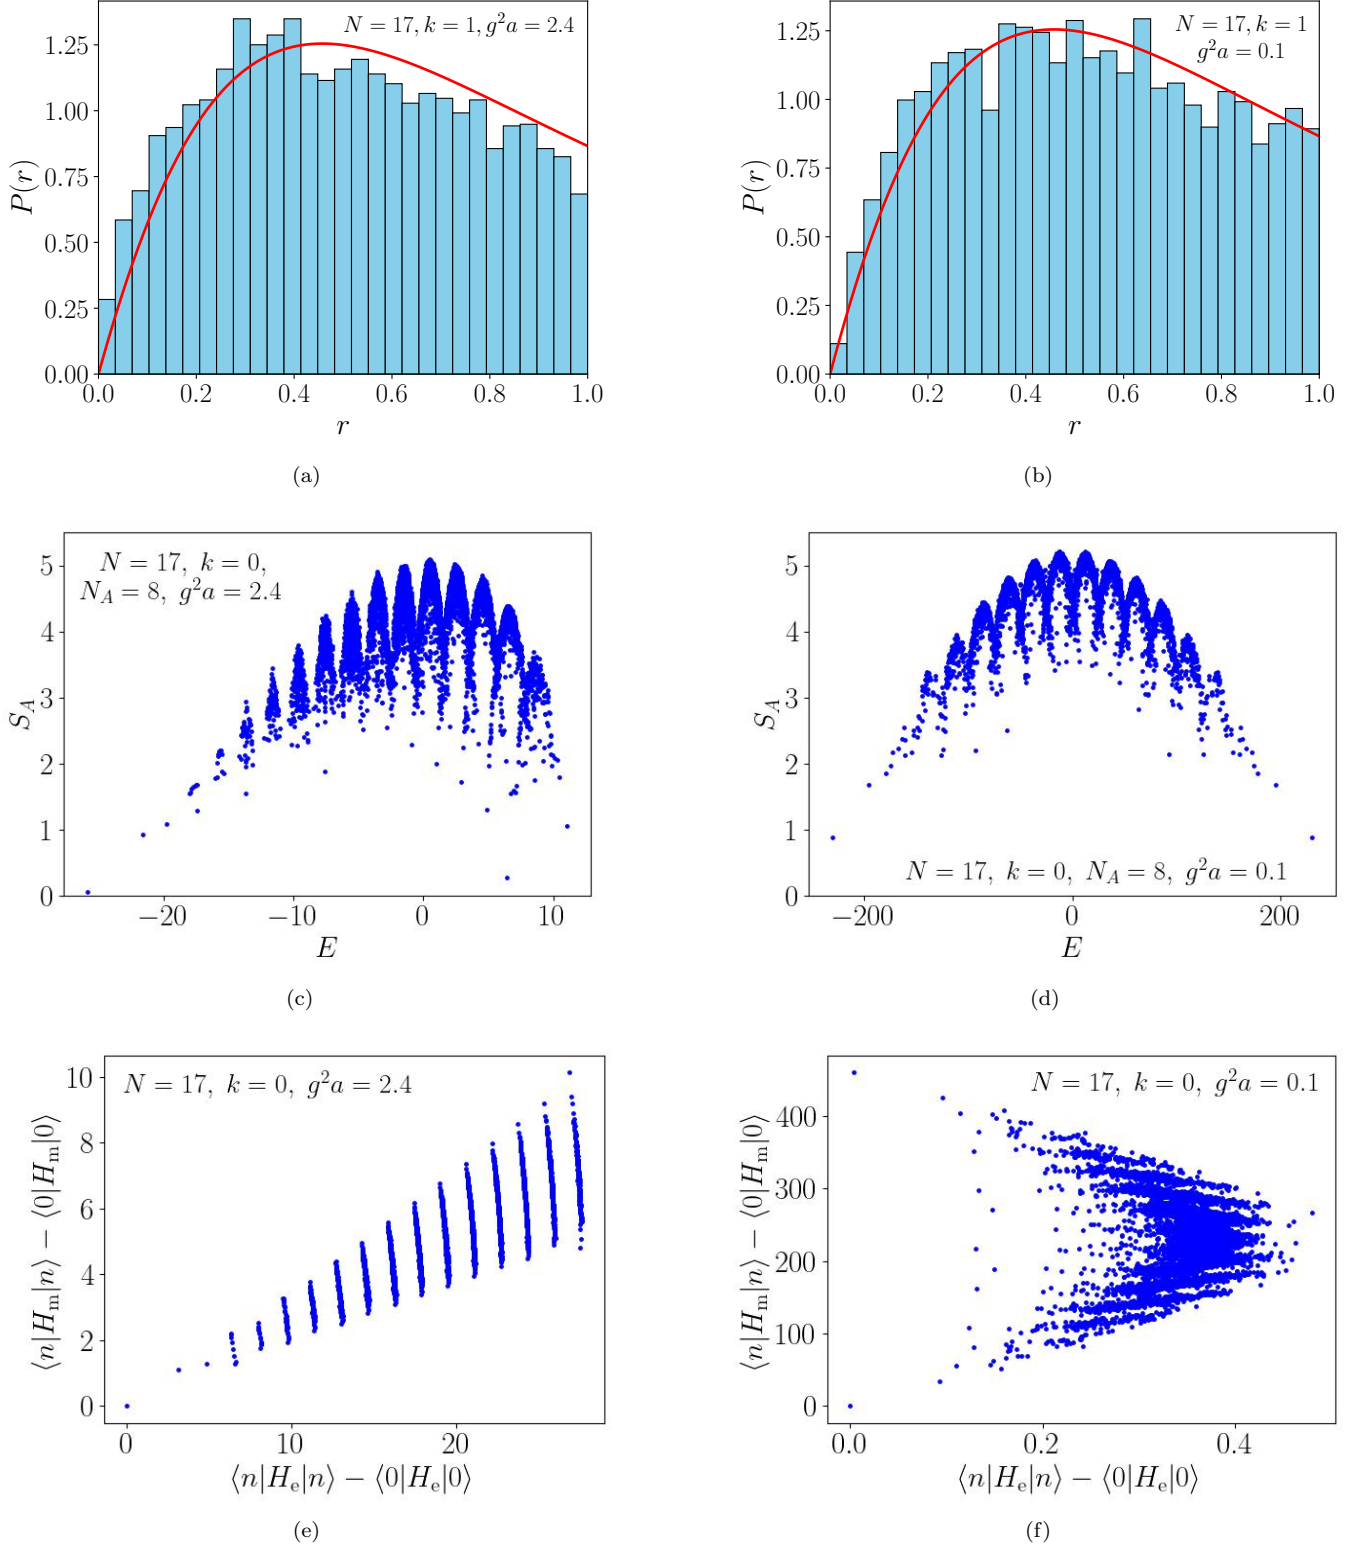 N = 17, k = 1, g²a = 2.4
P(r)
1.25
1.00
0.75
0.50
0.25
0.00
0.0 0.2 0.4 0.6 0.8 1.0
r
(a)
N = 17, k = 1
g²a = 0.1
P(r)
1.25
1.00
0.75
0.50
0.25
0.00
0.0 0.2 0.4 0.6 0.8 1.0
r
(b)
N = 17, k = 0,
N_A = 8, g²a = 2.4
S_A
5
4
3
2
1
0
−20 −10 0 10
E
(c)
S_A
5
4
3
2
1
0
N = 17, k = 0, N_A = 8, g²a = 0.1
−200 0 200
E
(d)
N = 17, k = 0, g²a = 2.4
⟨n|H_m|n⟩ − ⟨0|H_m|0⟩
10
8
6
4
2
0
0 10 20
⟨n|H_e|n⟩ − ⟨0|H_e|0⟩
(e)
N = 17, k = 0, g²a = 0.1
⟨n|H_m|n⟩ − ⟨0|H_m|0⟩
400
300
200
100
0
0.0 0.2 0.4
⟨n|H_e|n⟩ − ⟨0|H_e|0⟩
(f)